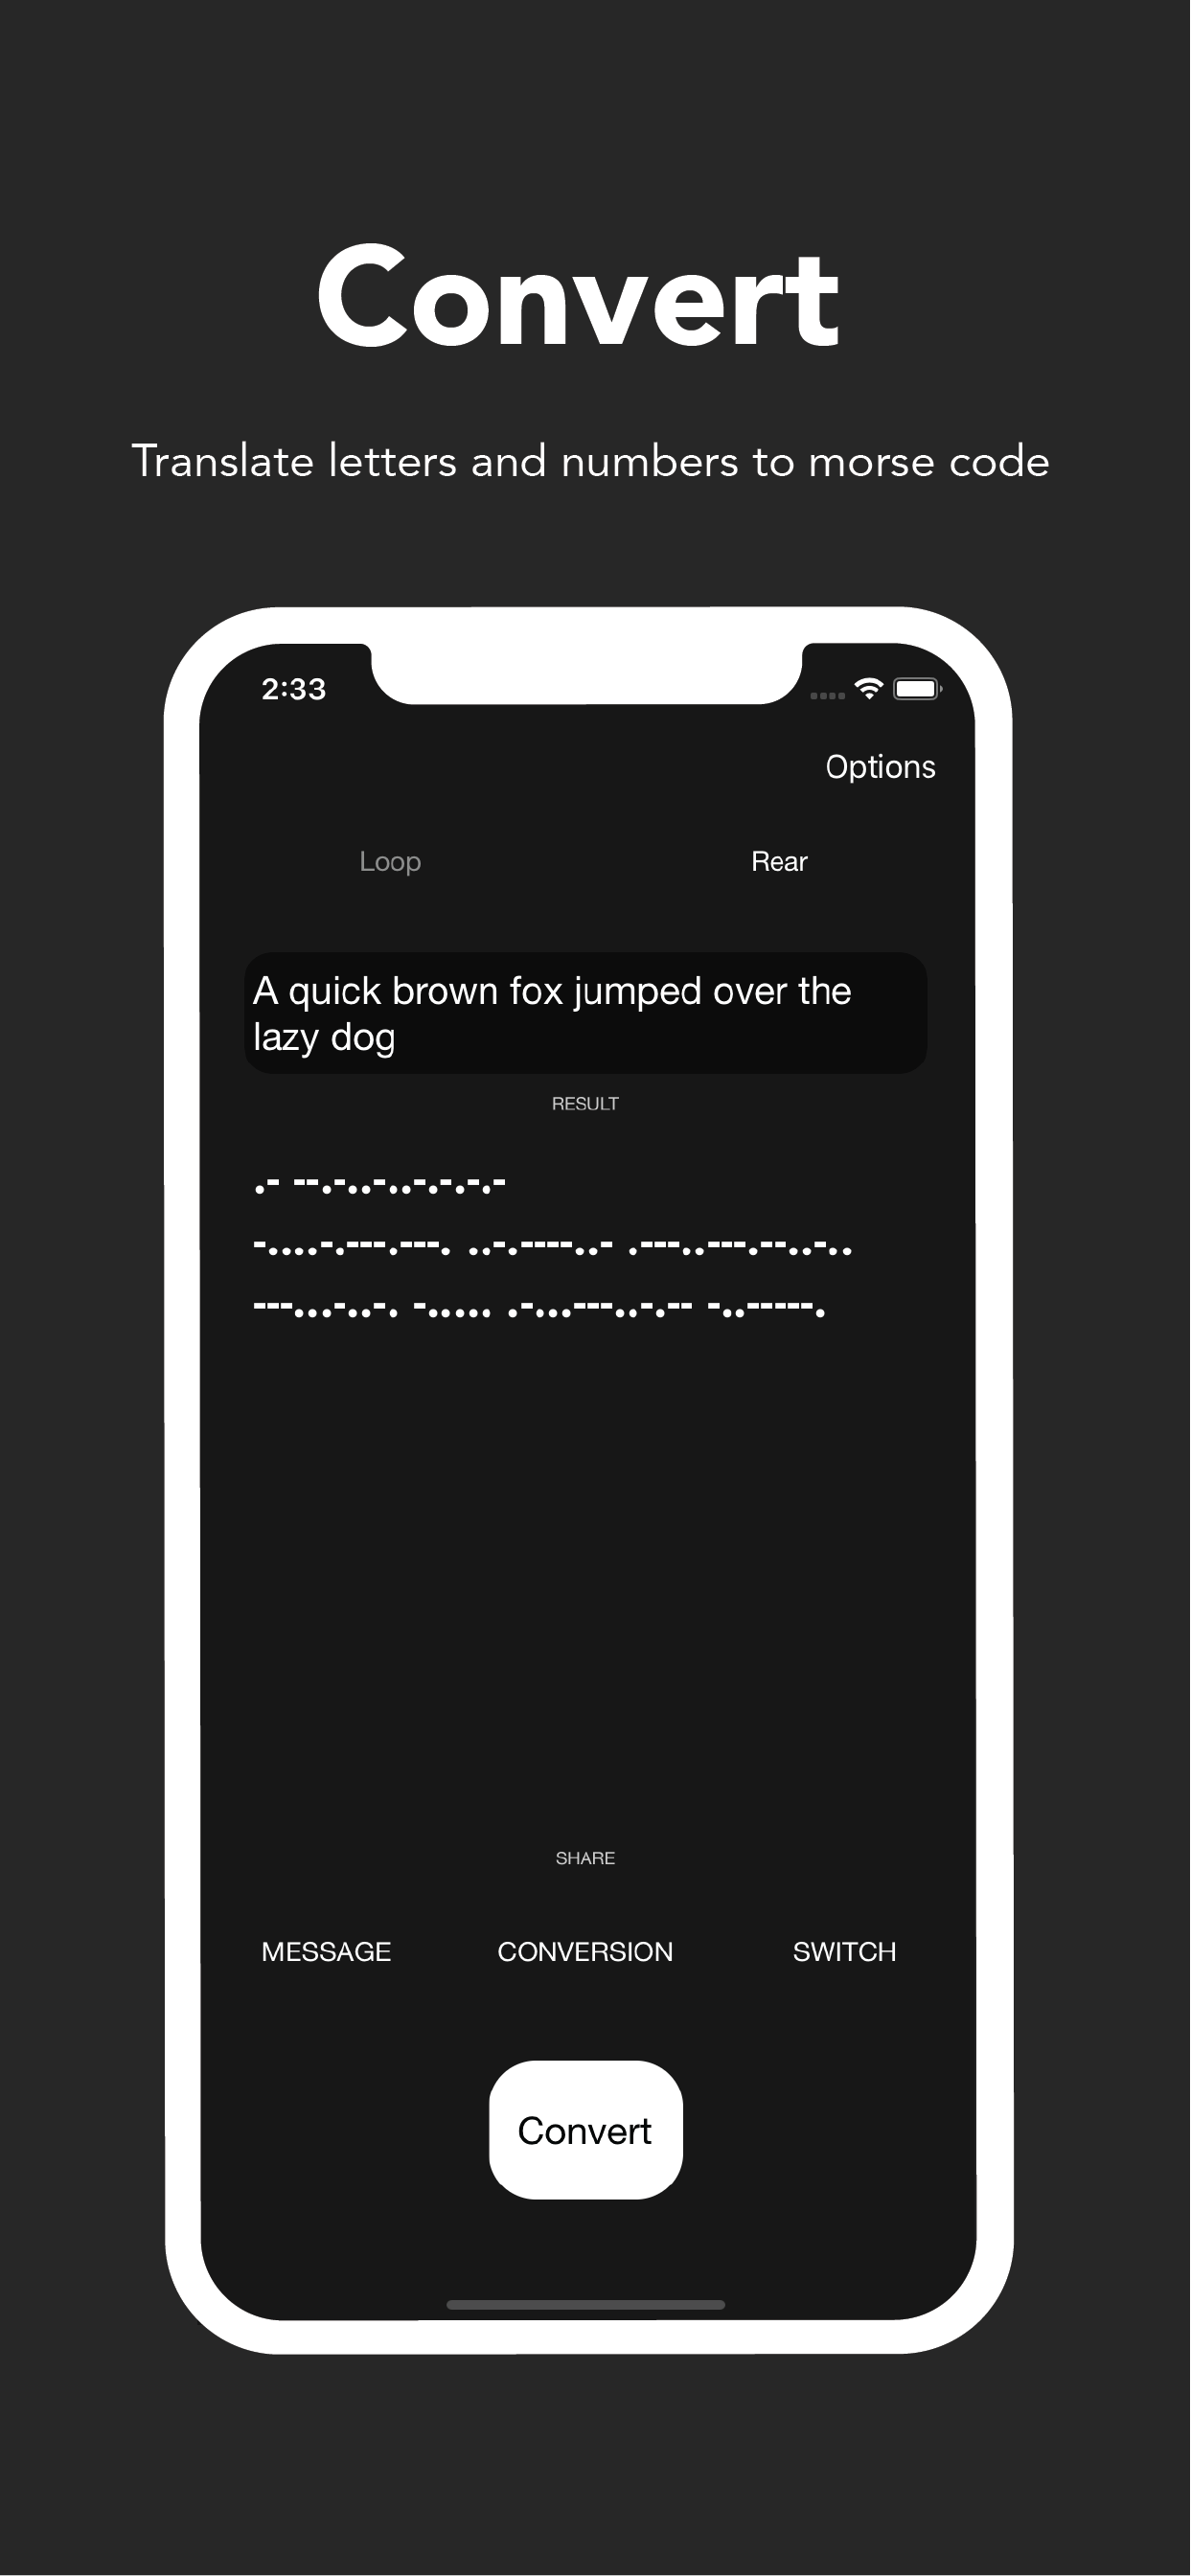 Convert
Translate letters and numbers to morse code
2:33
Options
Loop Rear
A quick brown fox jumped over the
lazy dog
RESULT
.- --.-..-..-.-.-.-
-....-.---.---. ..-.----..- .---..---.--..-..
---...-..-. -..... .-...---..-.-- -..-----.
SHARE
MESSAGE CONVERSION SWITCH
Convert